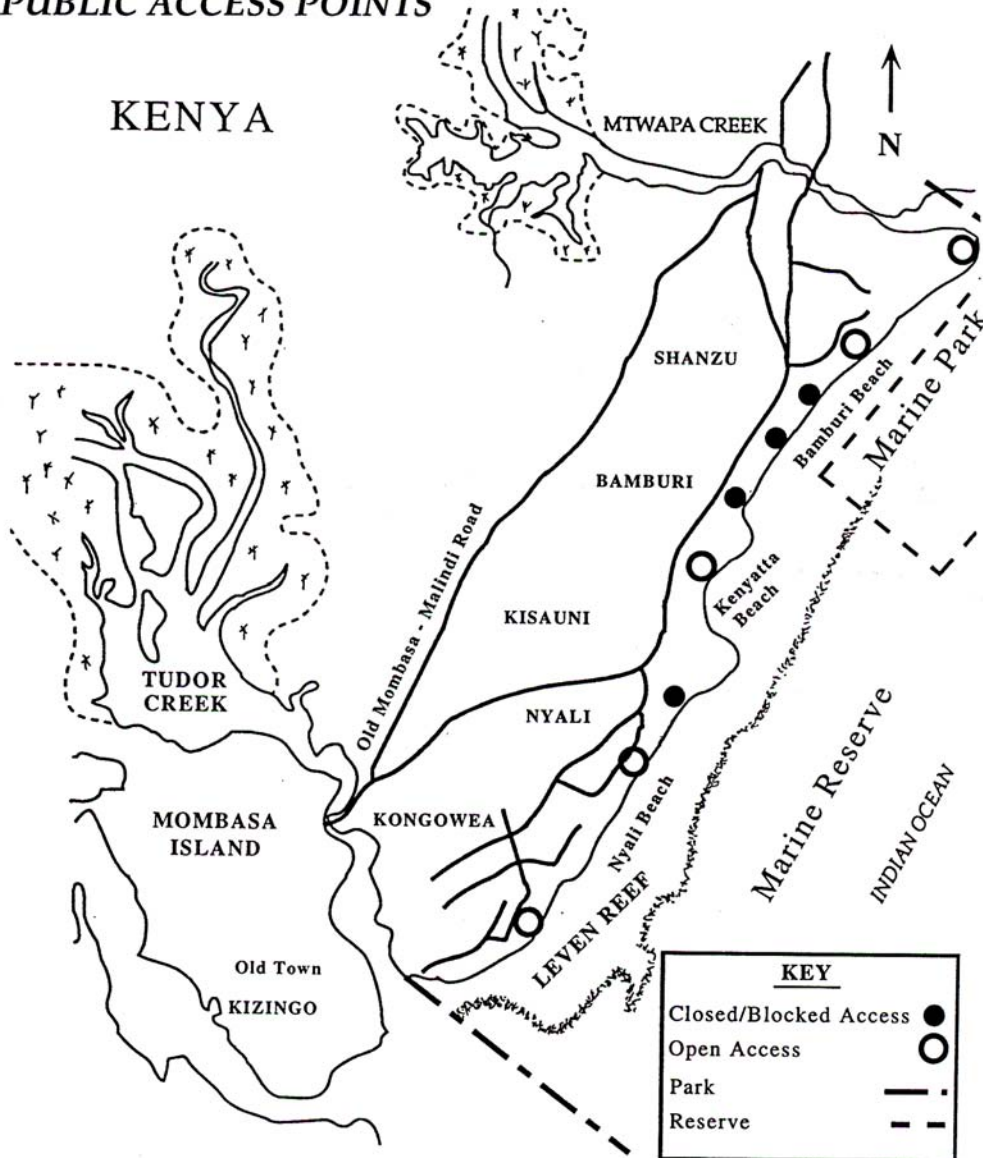 PUBLIC ACCESS POINTS
KENYA
MTWAPA CREEK
N
SHANZU
Bamburi Beach
Marine Park
BAMBURI
Old Mombasa - Malindi Road
Kenyatta
Beach
KISAUNI
TUDOR
CREEK
NYALI
MOMBASA
ISLAND
KONGOWEA
Nyali Beach
Marine Reserve
INDIAN OCEAN
LEVEN REEF
Old Town
KIZINGO
KEY
Closed/Blocked Access
Open Access
Park
Reserve